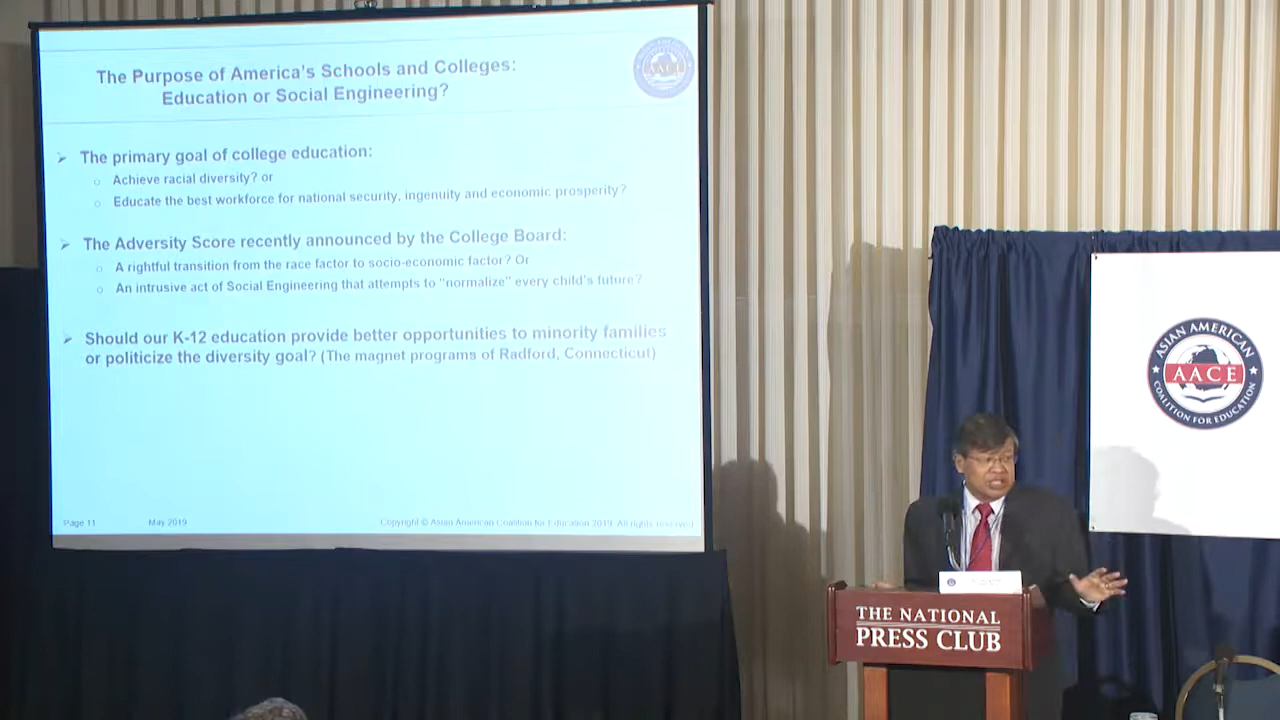 The Purpose of America's Schools and Colleges:
Education or Social Engineering?
AACE
The primary goal of college education:
Achieve racial diversity? or
Educate the best workforce for national security, ingenuity and economic prosperity?
The Adversity Score recently announced by the College Board:
A rightful transition from the race factor to socio-economic factor? Or
An intrusive act of Social Engineering that attempts to "normalize" every child's future?
Should our K-12 education provide better opportunities to minority families
or politicize the diversity goal? (The magnet programs of Radford, Connecticut)
Page 11
May 2019
Copyright © Asian American Coalition for Education 2019. All rights reserved
ASIAN AMERICAN
AACE
COALITION FOR EDUCATION
THE NATIONAL
PRESS CLUB